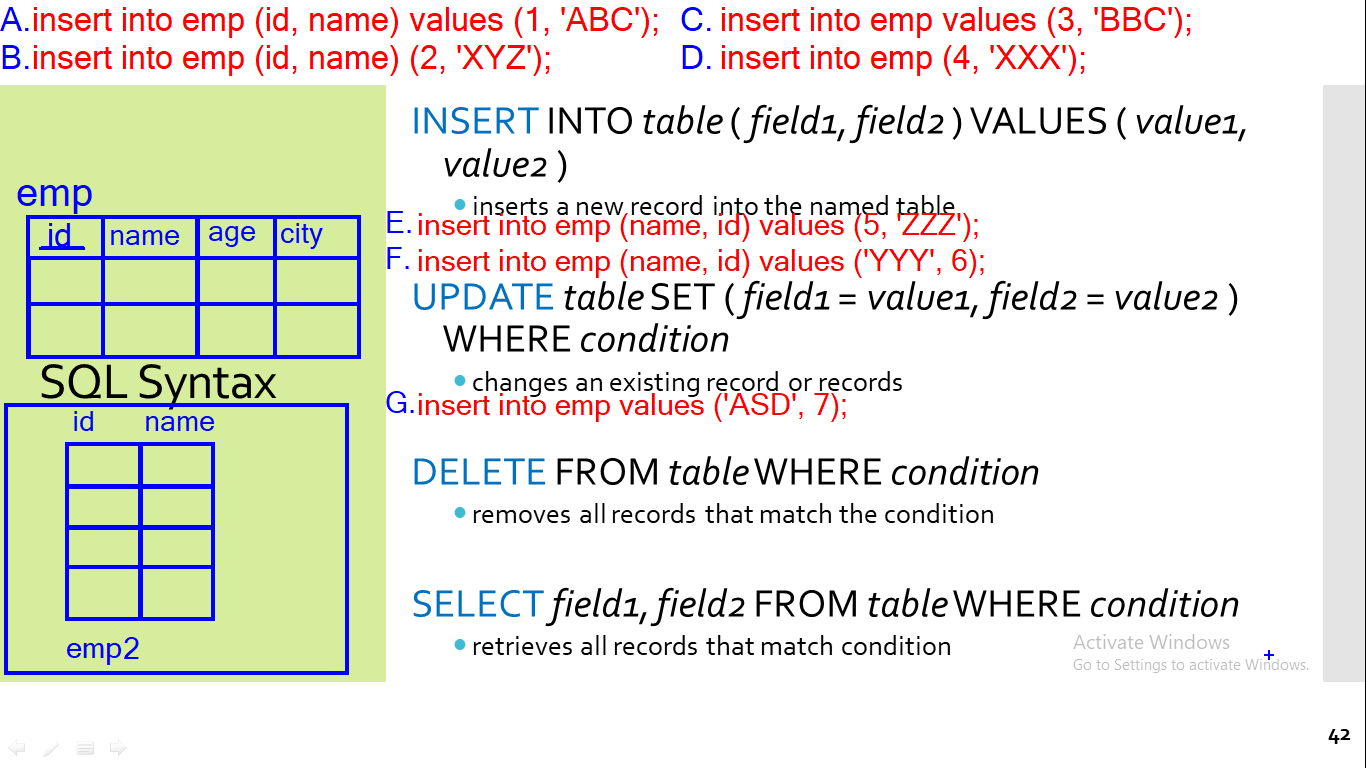 A.insert into emp (id, name) values (1, 'ABC');
B.insert into emp (id, name) (2, 'XYZ');
C. insert into emp values (3, 'BBC');
D. insert into emp (4, 'XXX');
emp
id name age city
SQL Syntax
id name
emp2
INSERT INTO table ( field1, field2 ) VALUES ( value1,
value2 )
• inserts a new record into the named table
E. insert into emp (name, id) values (5, 'ZZZ');
F. insert into emp (name, id) values ('YYY', 6);
UPDATE table SET ( field1 = value1, field2 = value2 )
WHERE condition
• changes an existing record or records
G.insert into emp values ('ASD', 7);
DELETE FROM table WHERE condition
• removes all records that match the condition
SELECT field1, field2 FROM table WHERE condition
• retrieves all records that match condition
Activate Windows
Go to Settings to activate Windows.
42